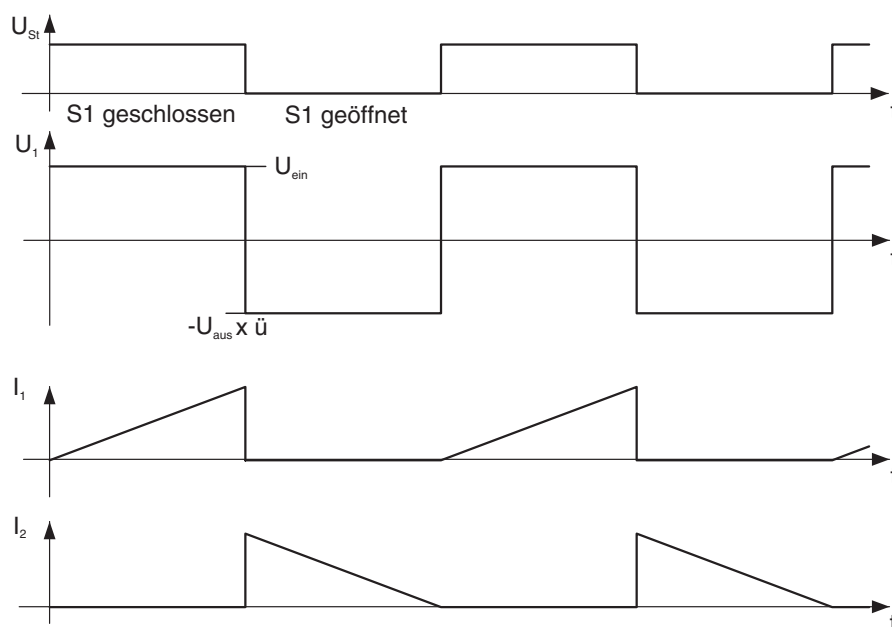 U_St
S1 geschlossen S1 geöffnet
t
U_1
U_ein
t
-U_aus x ü
I_1
t
I_2
t